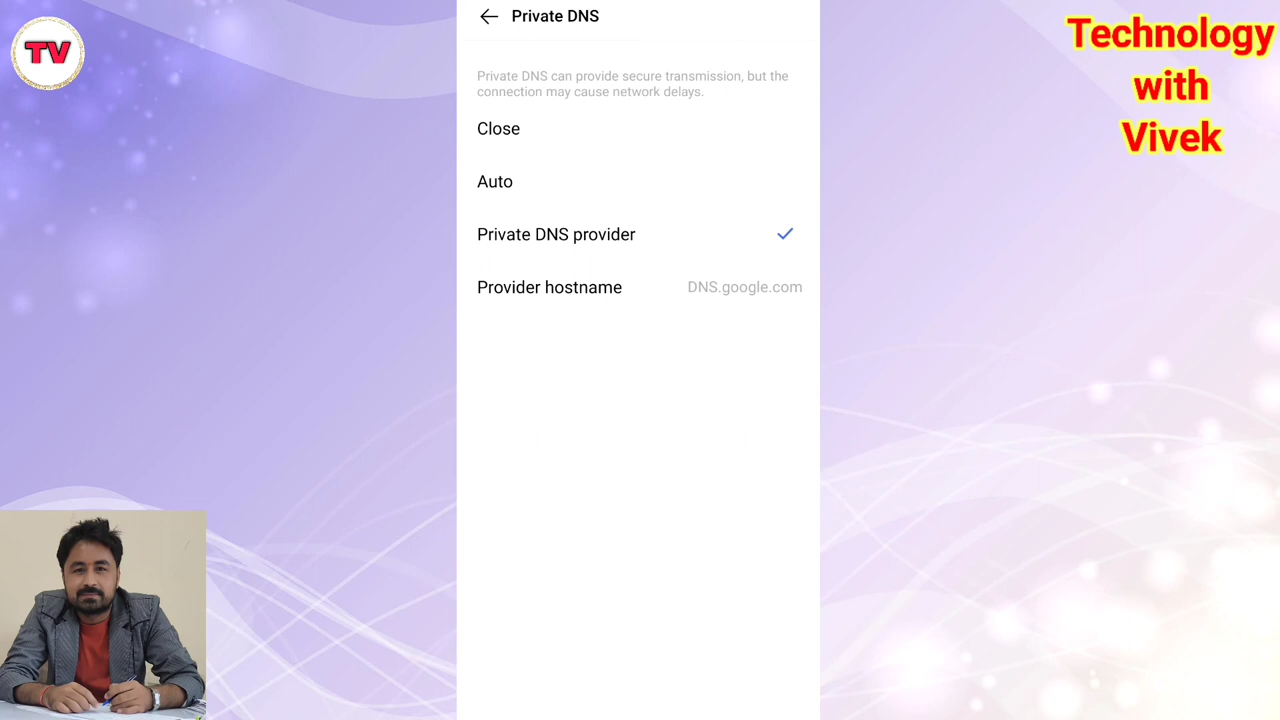 TV
Technology
with
Vivek
Private DNS
Private DNS can provide secure transmission, but the
connection may cause network delays.
Close
Auto
Private DNS provider
Provider hostname DNS.google.com